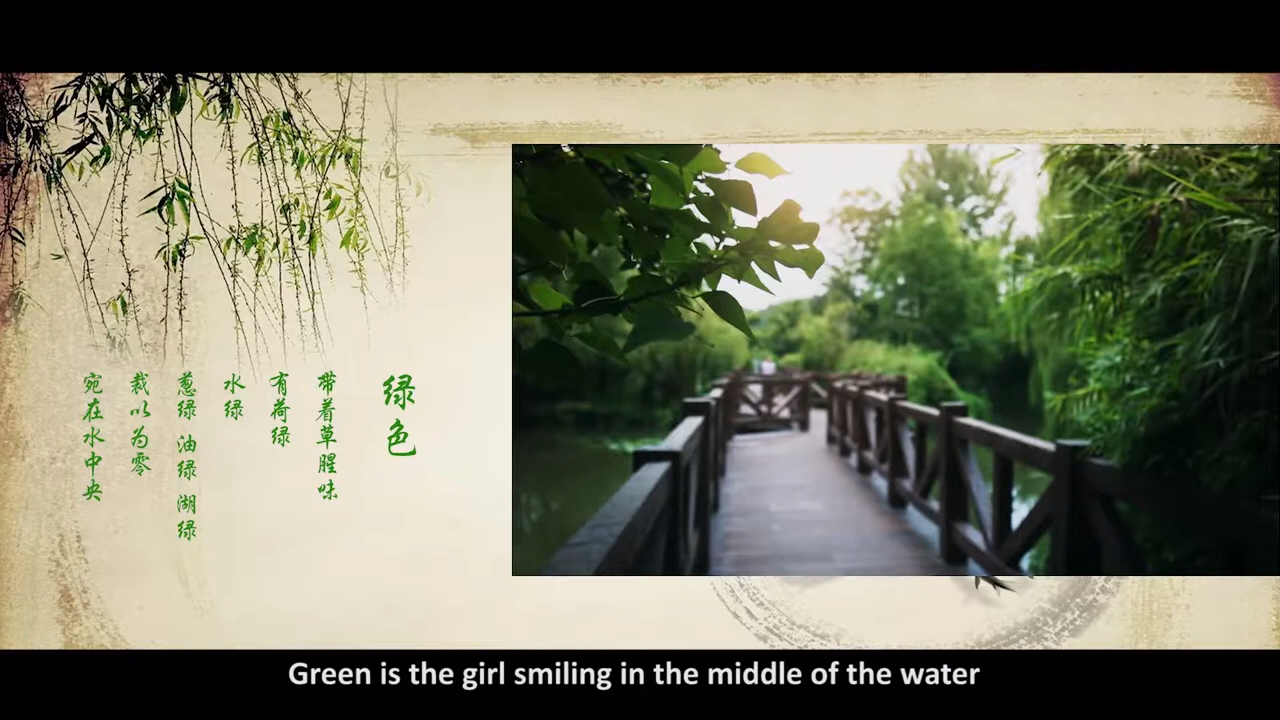 绿色
带着草腥味
有荷绿
水绿
葱绿 油绿 湖绿
裁以为零
宛在水中央
Green is the girl smiling in the middle of the water